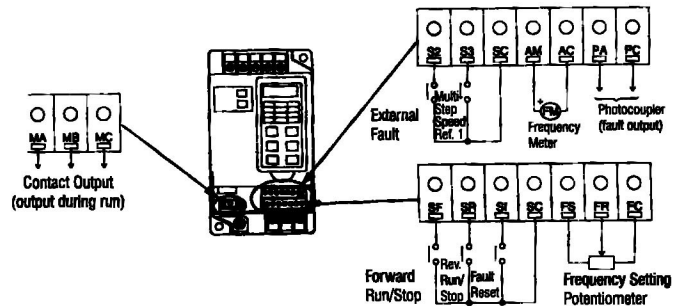 S2 S3 SC AM AC PA PC
MA MB MC
External
Fault
Multi-
Step
Speed
Ref. 1
FM
Frequency
Meter
Photocoupler
(fault output)
Contact Output
(output during run)
SF SR S1 SC FS FR FC
Forward
Run/Stop
Rev.
Run/
Stop
Fault
Reset
Frequency Setting
Potentiometer